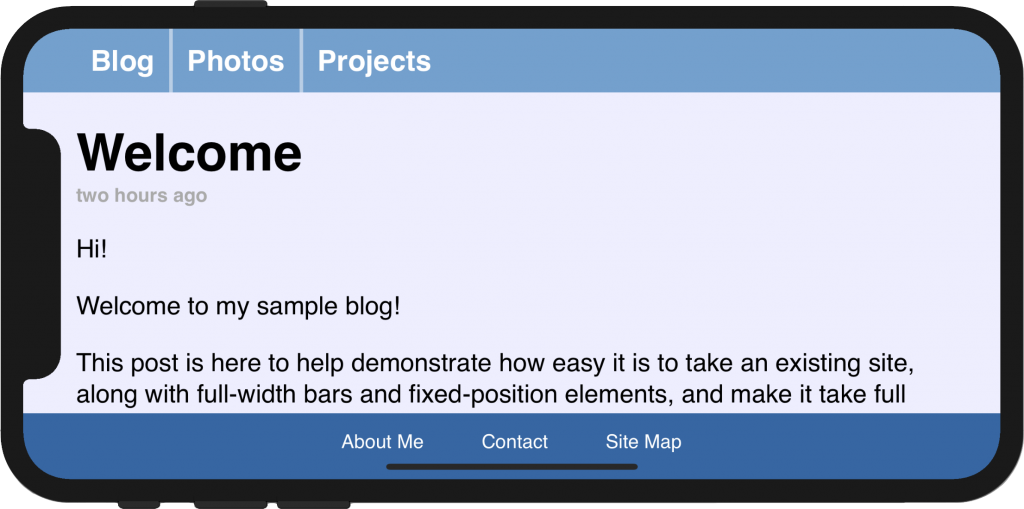 Blog Photos Projects
Welcome
two hours ago
Hi!
Welcome to my sample blog!
This post is here to help demonstrate how easy it is to take an existing site,
along with full-width bars and fixed-position elements, and make it take full
About Me Contact Site Map